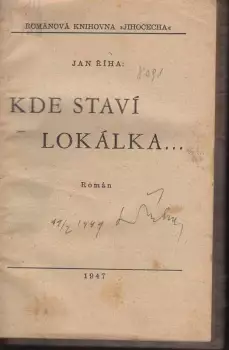 ROMÁNOVÁ KNIHOVNA »JIHOČECHA«
JAN ŘÍHA:
KDE STAVÍ
LOKÁLKA...
Román
1947